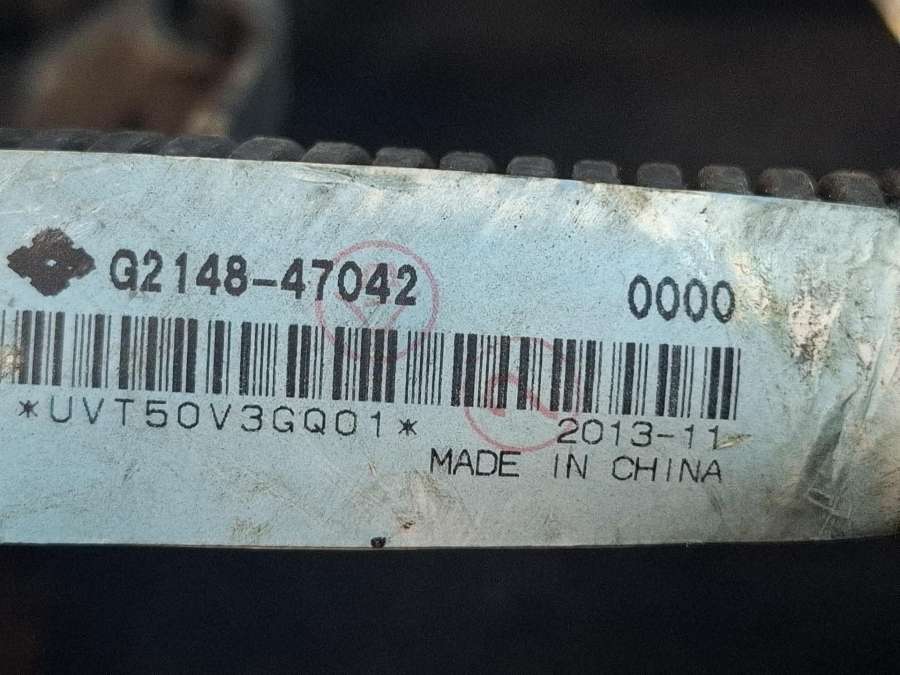 G2148-47042 0000
*UVT50V3GQ01*
2013-11
MADE IN CHINA